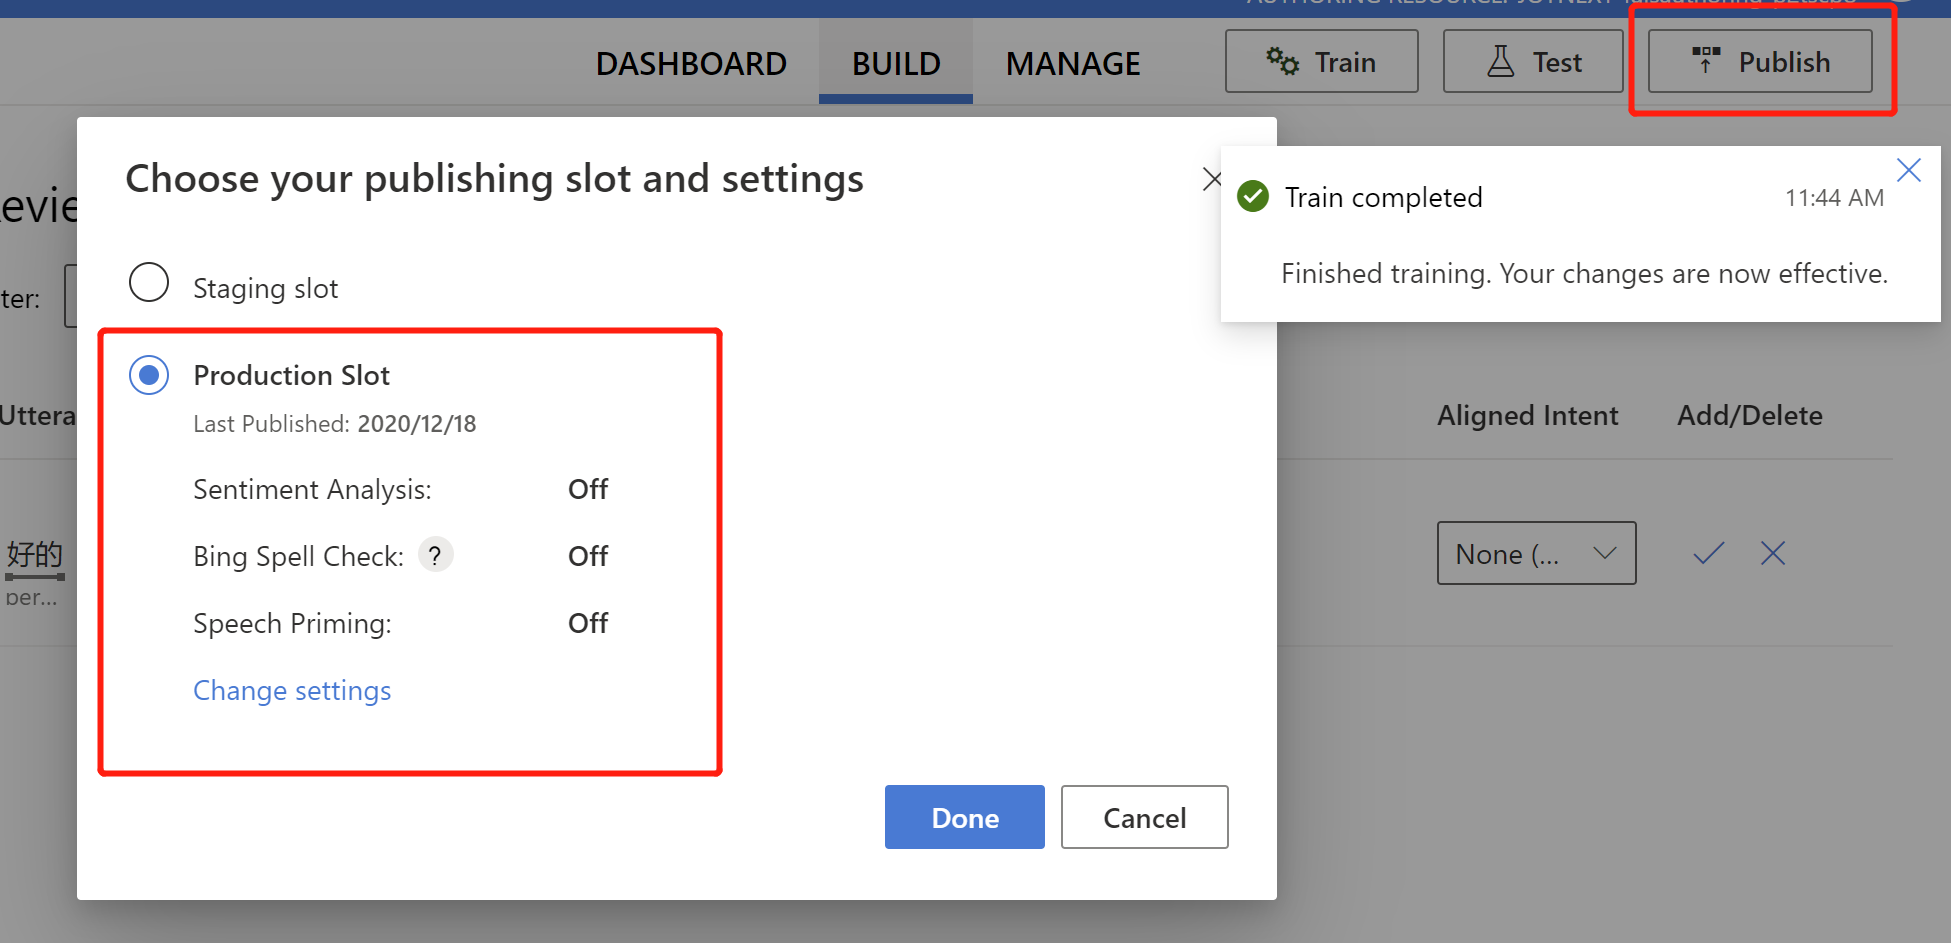 DASHBOARD BUILD MANAGE Train Test Publish
Choose your publishing slot and settings
Train completed 11:44 AM
Finished training. Your changes are now effective.
ter:
Staging slot
Production Slot
Last Published: 2020/12/18
Sentiment Analysis: Off
Bing Spell Check: ? Off
Speech Priming: Off
Change settings
Done Cancel
Uttera Aligned Intent Add/Delete
好的 None (...
per...